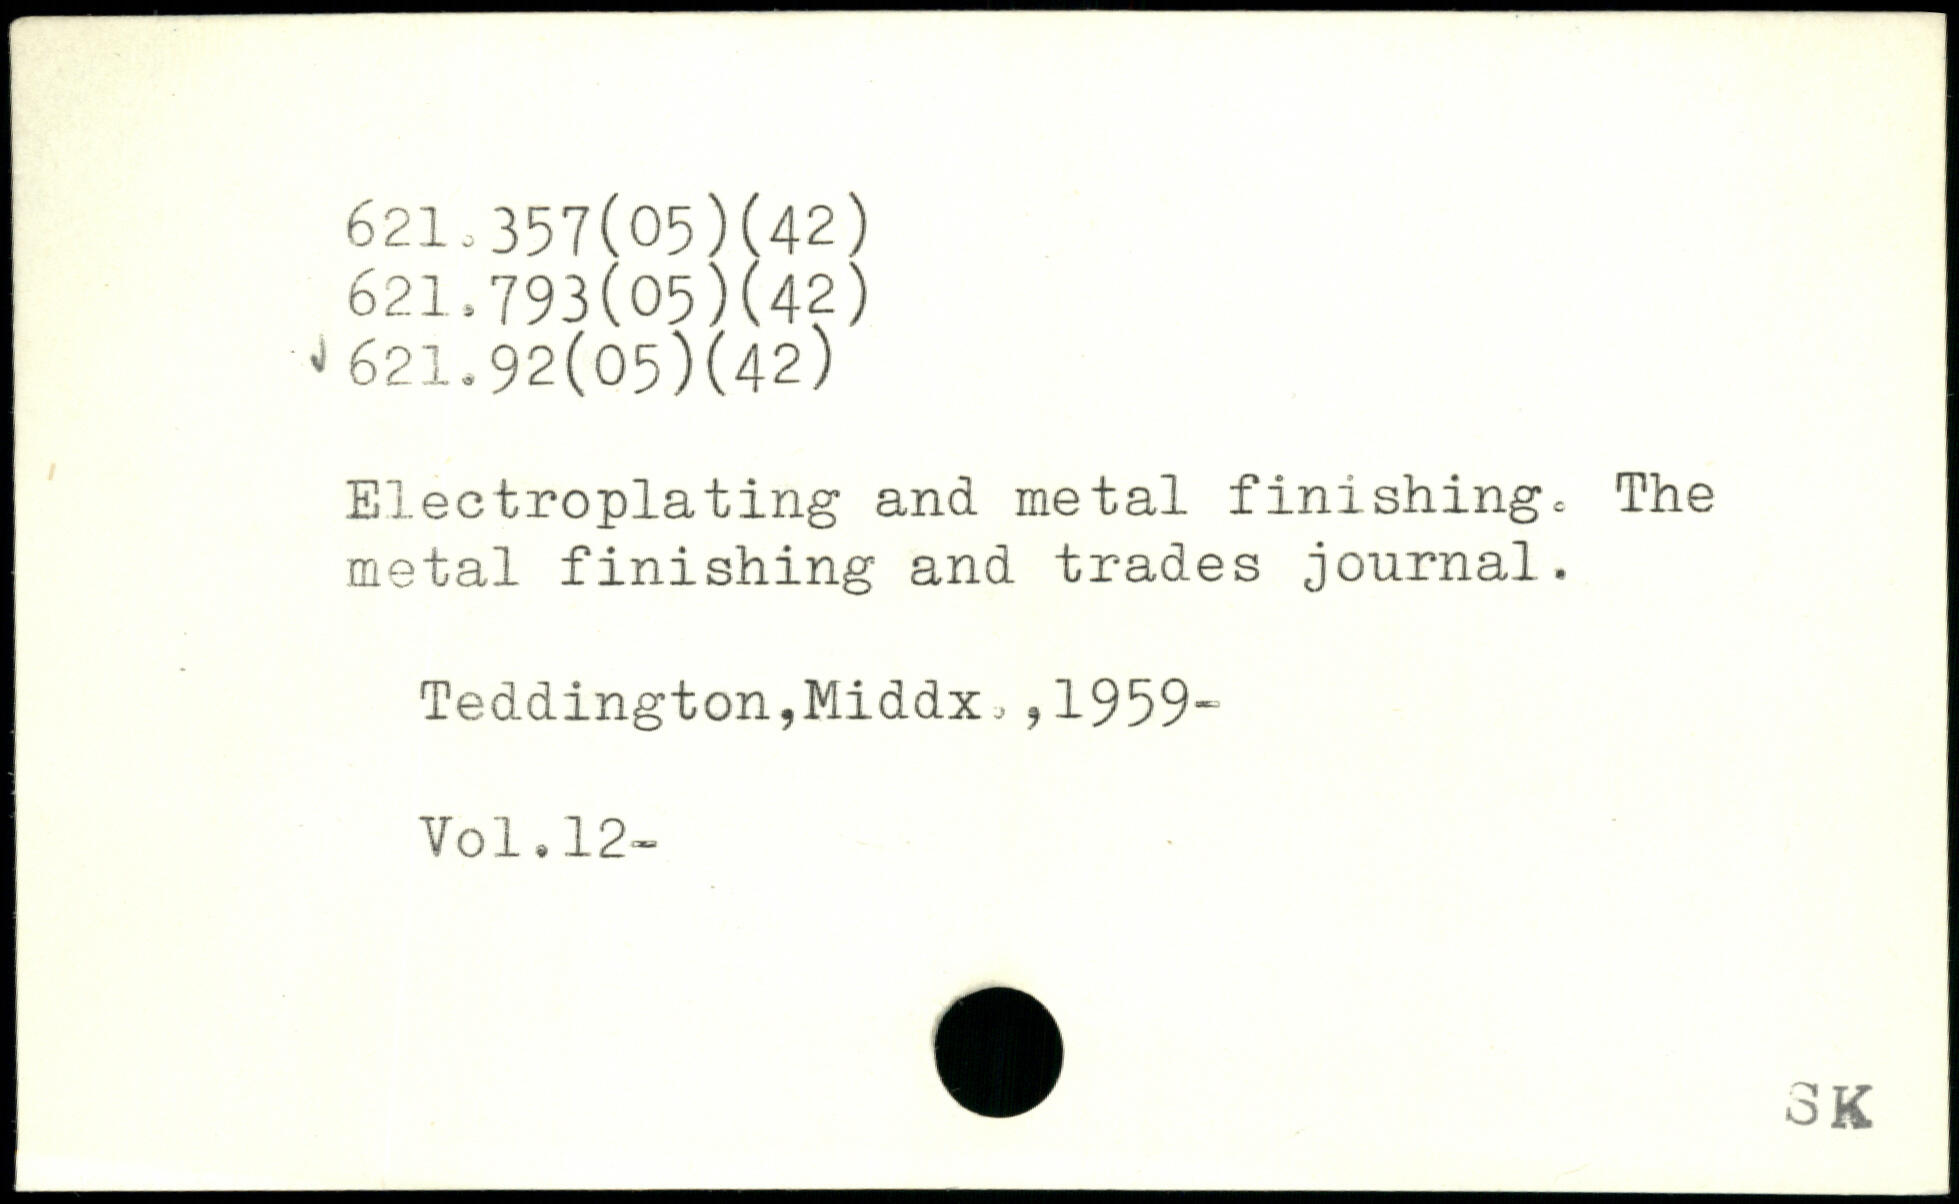 621.357(05)(42)
621.793(05)(42)
✓ 621.92(05)(42)
Electroplating and metal finishing. The
metal finishing and trades journal.
Teddington,Middx.,1959-
Vol.12-
SK